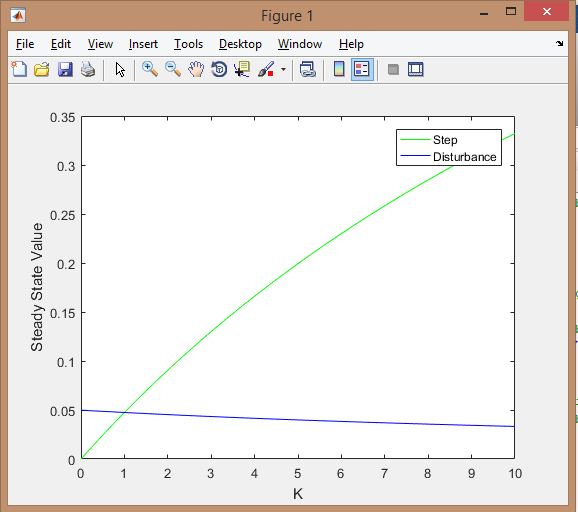 Figure 1
File Edit View Insert Tools Desktop Window Help
0.35
0.3
0.25
0.2
0.15
0.1
0.05
0
Steady State Value
Step
Disturbance
0 1 2 3 4 5 6 7 8 9 10
K